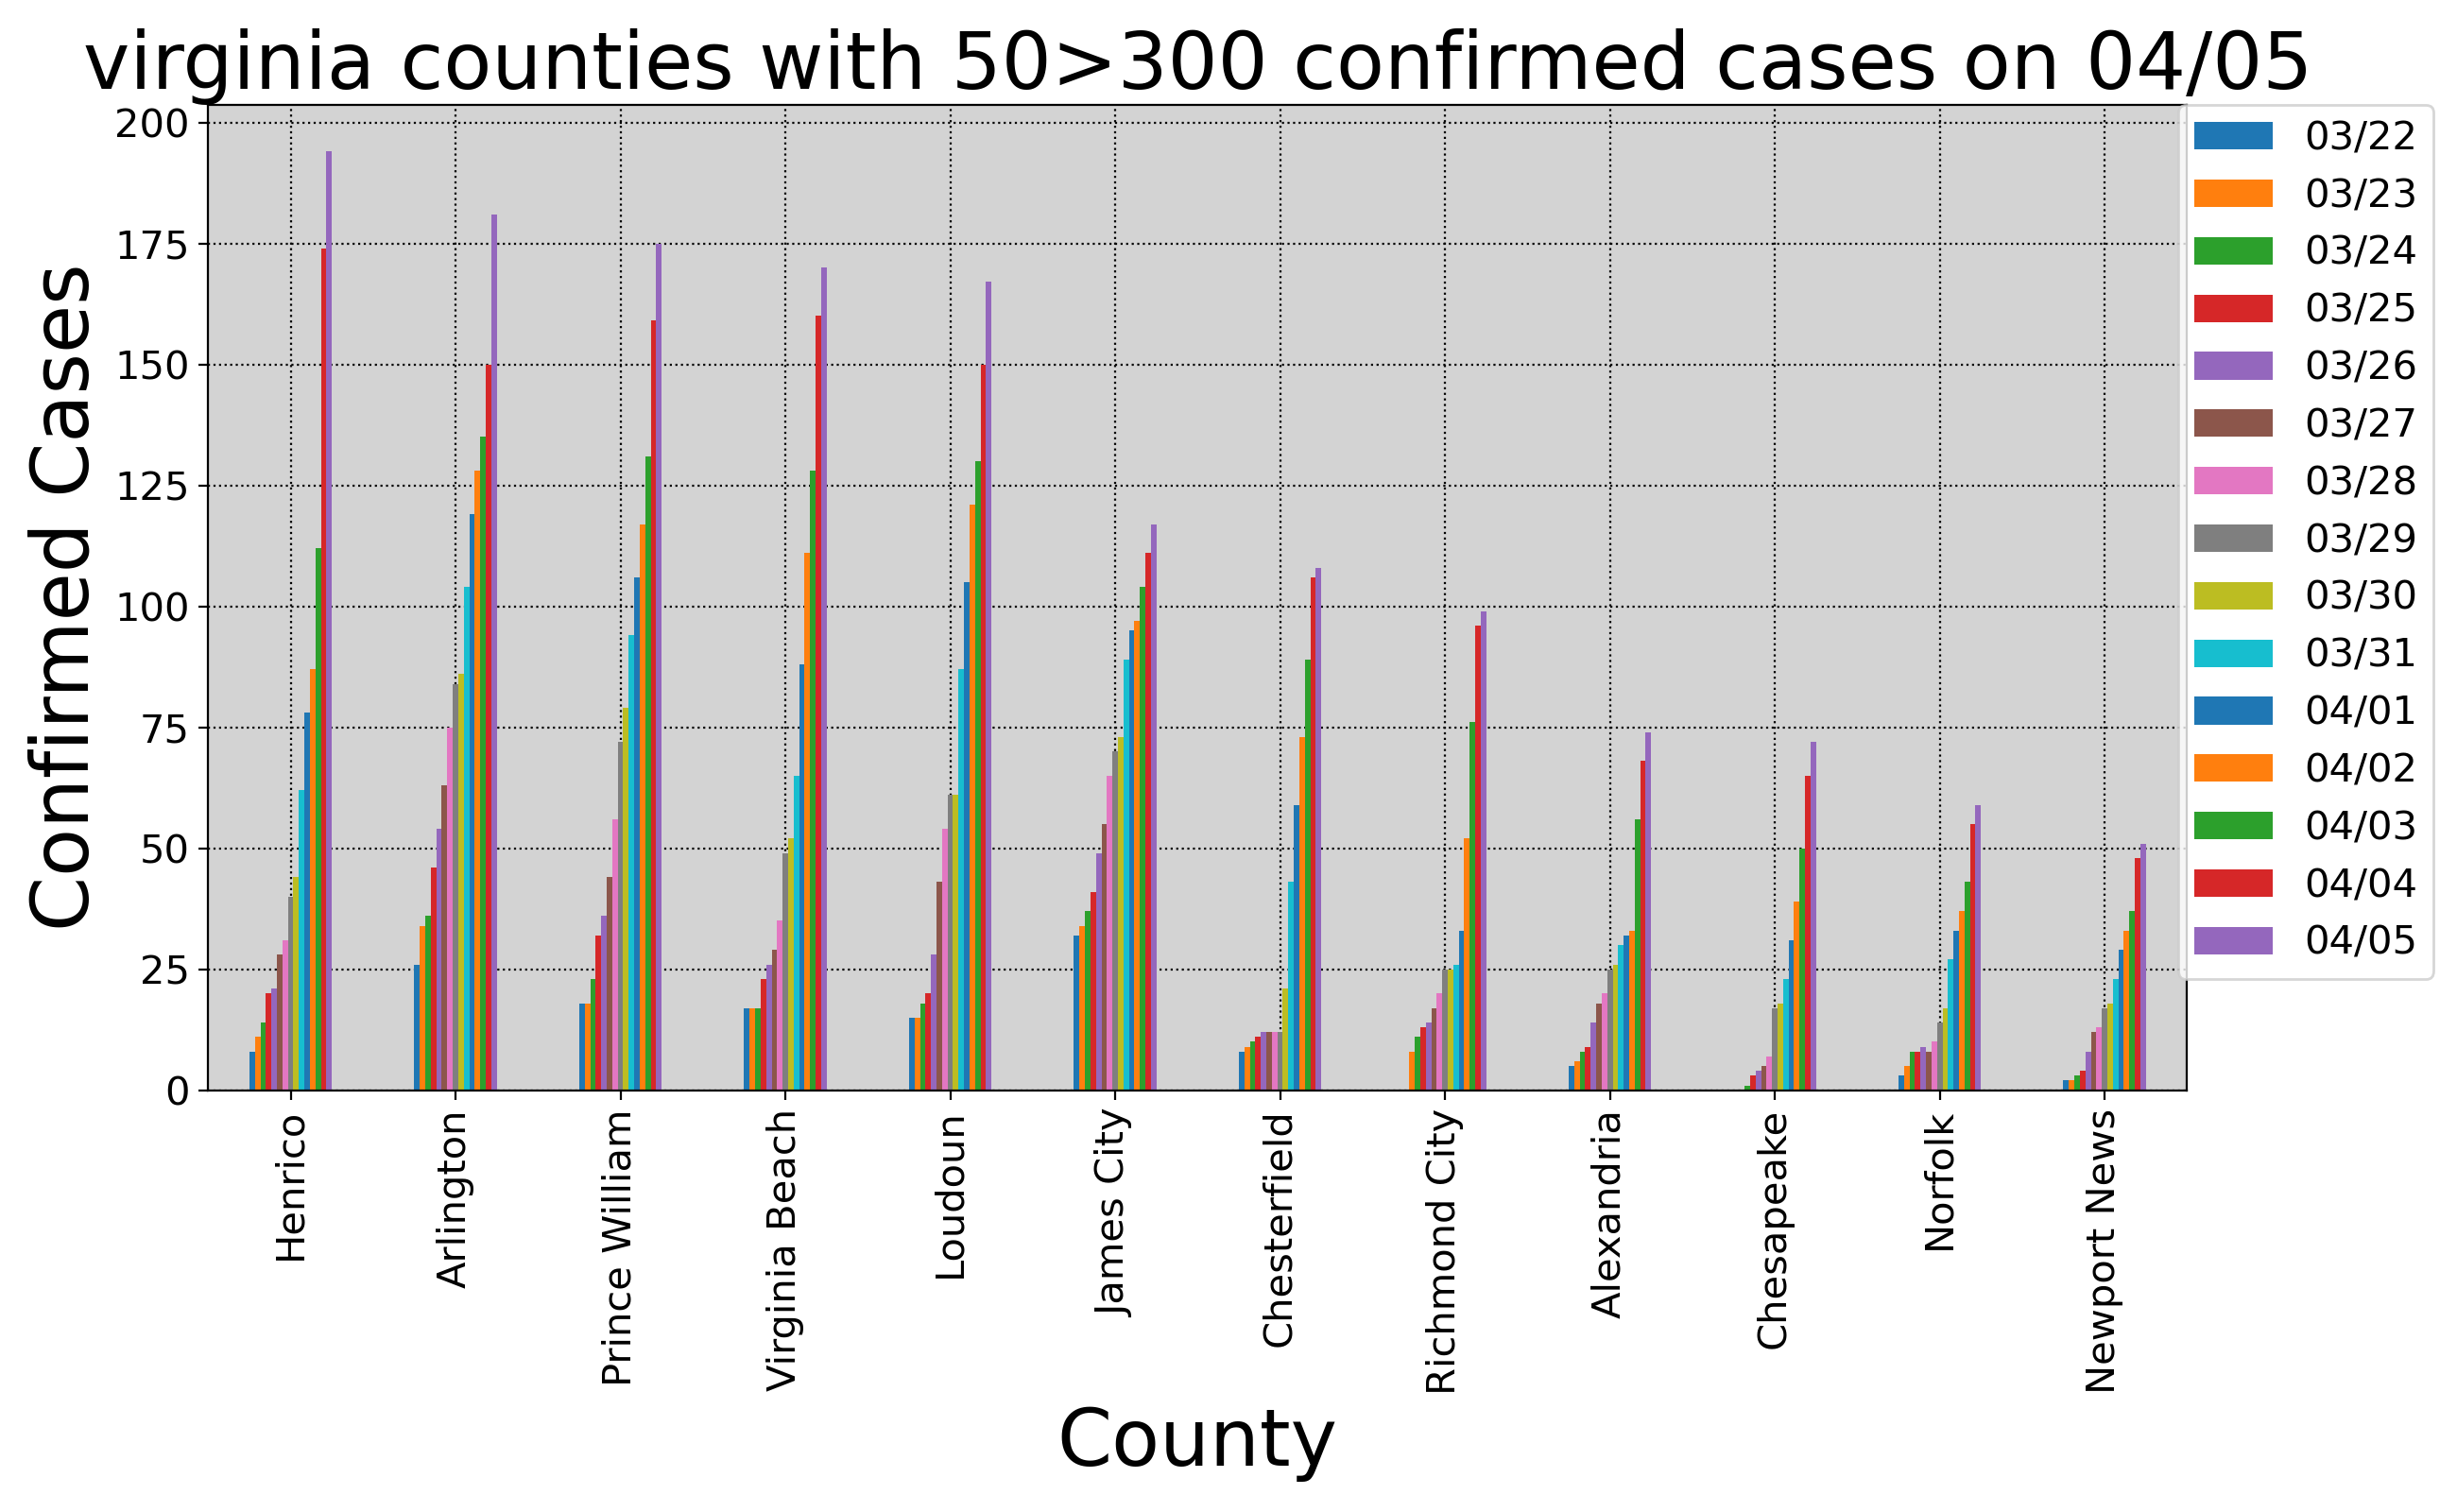 virginia counties with 50>300 confirmed cases on 04/05
Confirmed Cases
200
175
150
125
100
75
50
25
0
03/22
03/23
03/24
03/25
03/26
03/27
03/28
03/29
03/30
03/31
04/01
04/02
04/03
04/04
04/05
Henrico
Arlington
Prince William
Virginia Beach
Loudoun
James City
Chesterfield
Richmond City
Alexandria
Chesapeake
Norfolk
Newport News
County